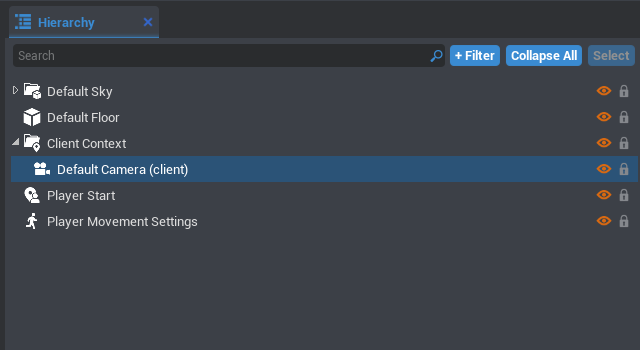 Hierarchy
Search
+ Filter
Collapse All
Select
Default Sky
Default Floor
Client Context
Default Camera (client)
Player Start
Player Movement Settings